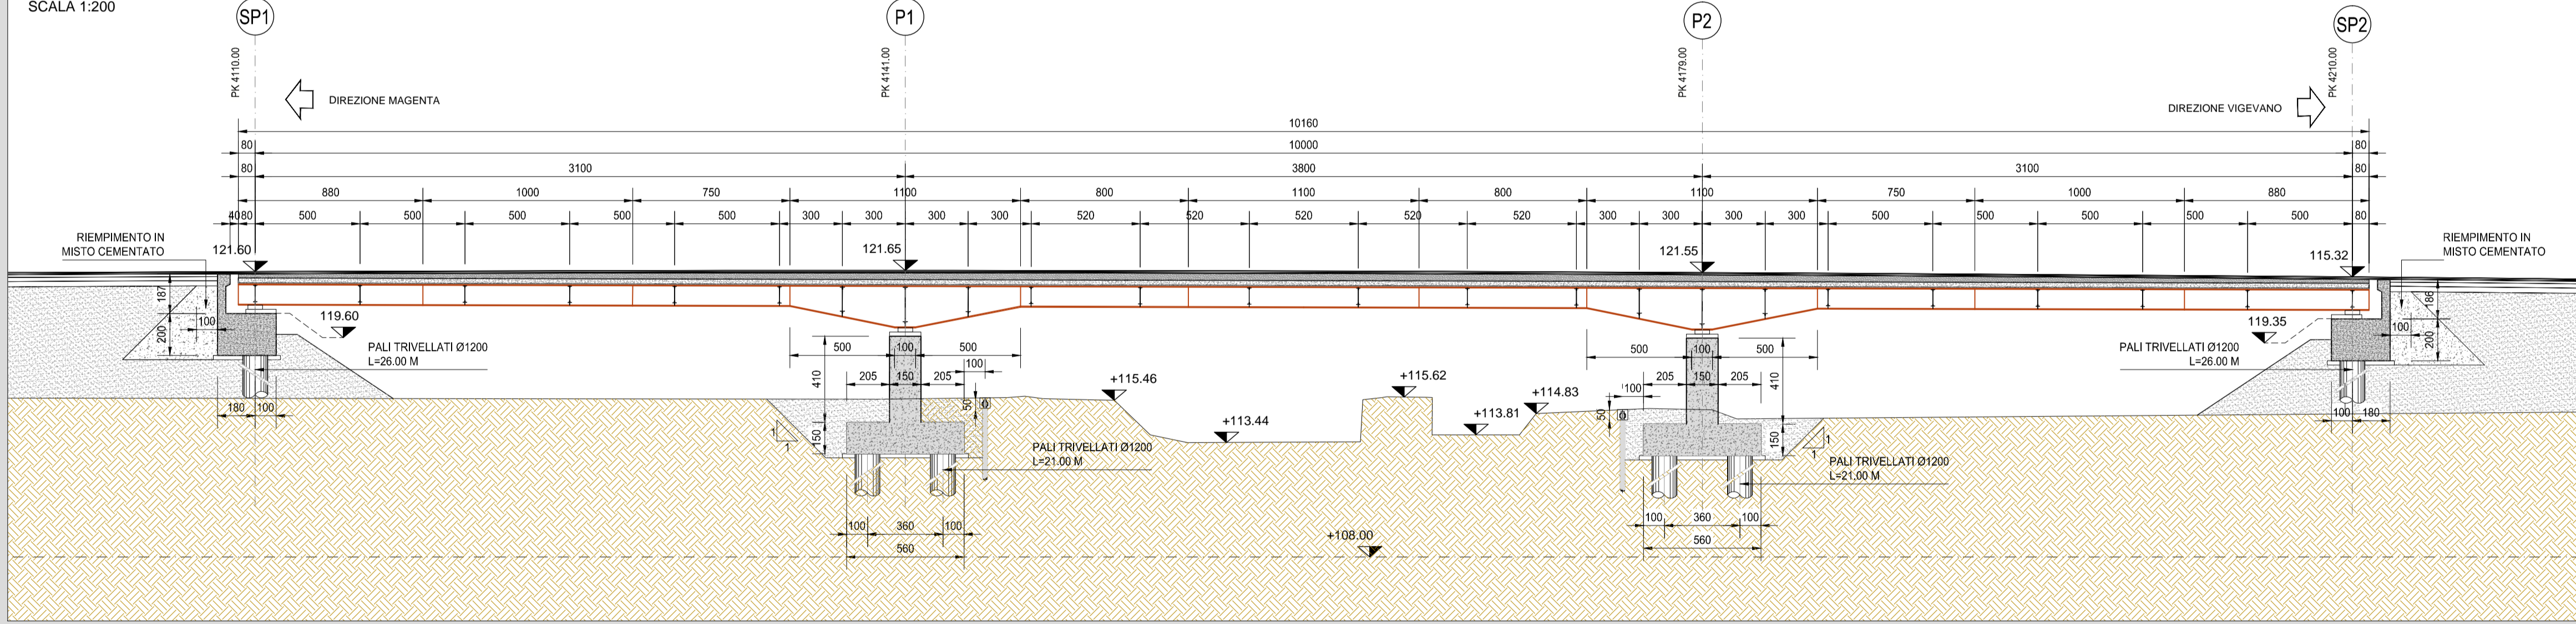 SCALA 1:200
SP1
P1
P2
SP2
PK 4110.00
PK 4141.00
PK 4179.00
PK 4210.00
DIREZIONE MAGENTA
DIREZIONE VIGEVANO
10160
80 10000 80
80 3100 3800 3100 80
880 1000 750 1100 800 1100 800 1100 750 1000 880
40 80 500 500 500 500 500 300 300 300 300 520 520 520 520 520 300 300 300 300 500 500 500 500 500 80
RIEMPIMENTO IN
MISTO CEMENTATO
121.60
121.65
121.55
115.32
RIEMPIMENTO IN
MISTO CEMENTATO
187
200
100
119.60
PALI TRIVELLATI Ø1200
L=26.00 M
180 100
500 100 500
100
205 150 205
410
50
150
1
1
PALI TRIVELLATI Ø1200
L=21.00 M
100 360 100
560
+115.46
+113.44
+115.62
+113.81
+114.83
+108.00
500 100 500
100
205 150 205
410
50
150
1
1
PALI TRIVELLATI Ø1200
L=21,00 M
100 360 100
560
119.35
PALI TRIVELLATI Ø1200
L=26.00 M
186
200
100
100 180